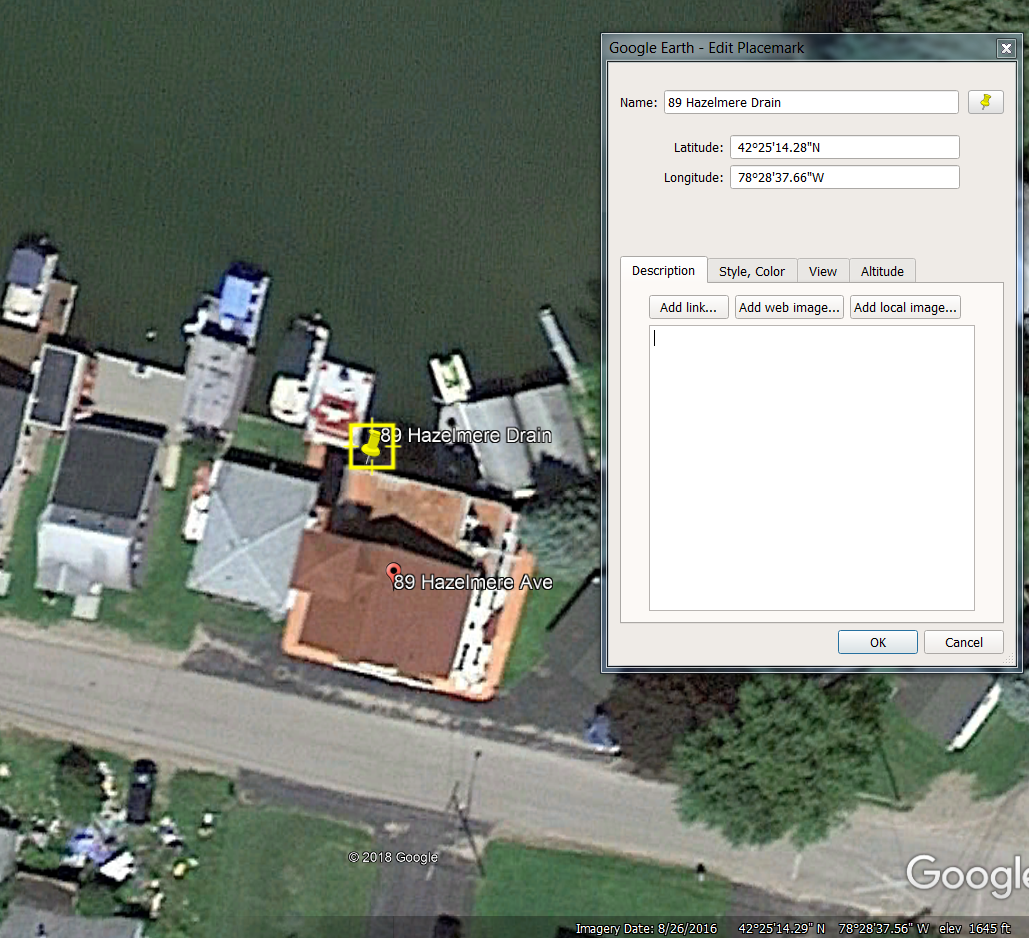 Google Earth - Edit Placemark
Name: 89 Hazelmere Drain
Latitude: 42°25'14.28"N
Longitude: 78°28'37.66"W
Description Style, Color View Altitude
Add link... Add web image... Add local image...
OK Cancel
89 Hazelmere Drain
89 Hazelmere Ave
© 2018 Google
Google
Imagery Date: 8/26/2016 42°25'14.29" N 78°28'37.56" W elev 1645 ft